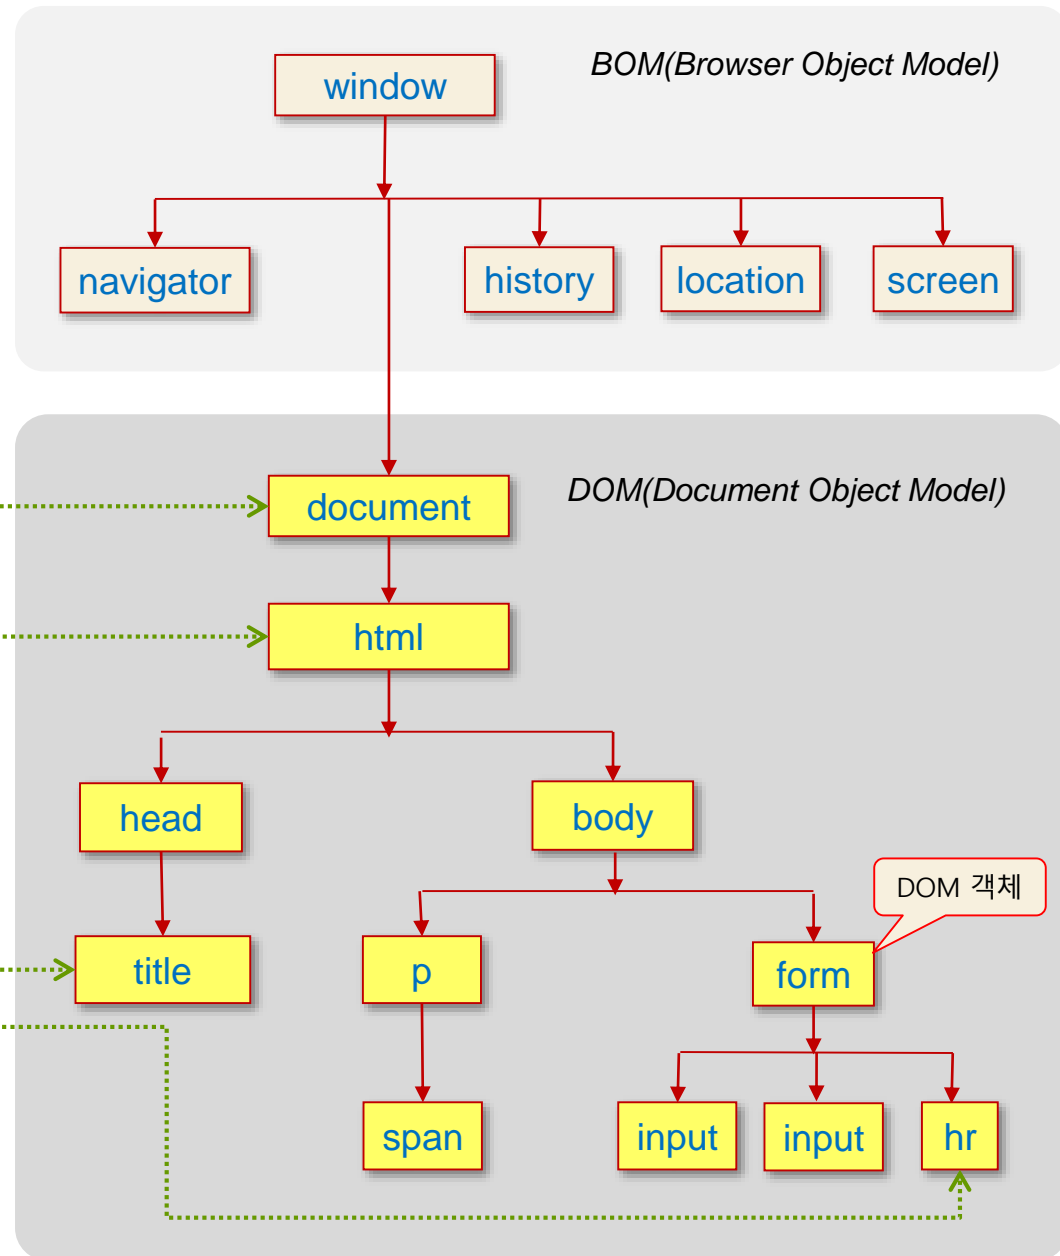 BOM(Browser Object Model)
window
navigator
history
location
screen
DOM(Document Object Model)
document
html
head
body
DOM 객체
title
p
form
span
input
input
hr